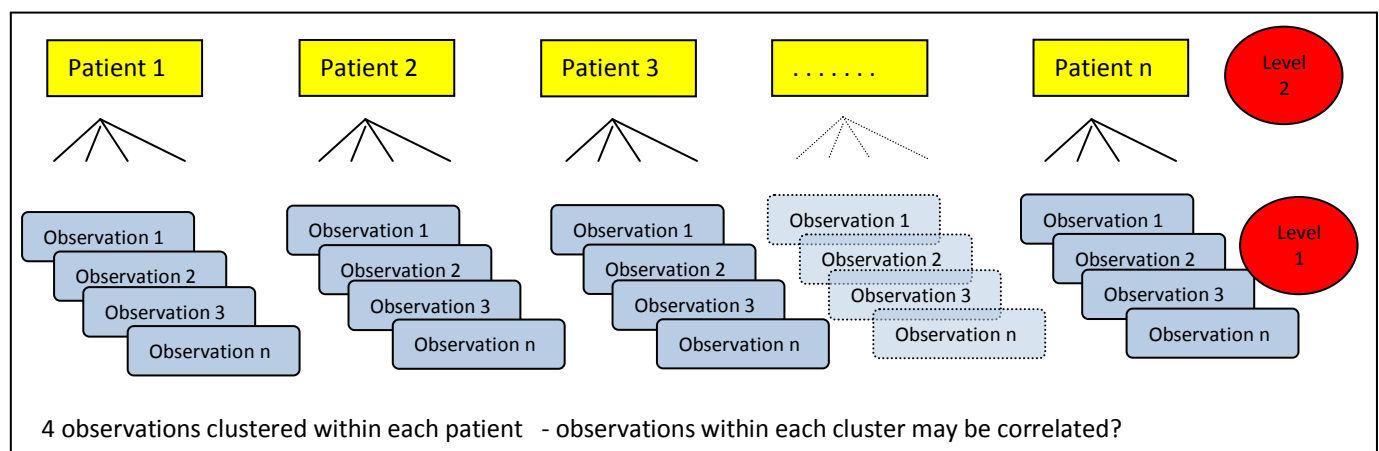 Patient 1
Patient 2
Patient 3
. . . . . . .
Patient n
Level
2
Observation 1
Observation 2
Observation 3
Observation n
Observation 1
Observation 2
Observation 3
Observation n
Observation 1
Observation 2
Observation 3
Observation n
Observation 1
Observation 2
Observation 3
Observation n
Observation 1
Observation 2
Observation 3
Observation n
Level
1
4 observations clustered within each patient - observations within each cluster may be correlated?